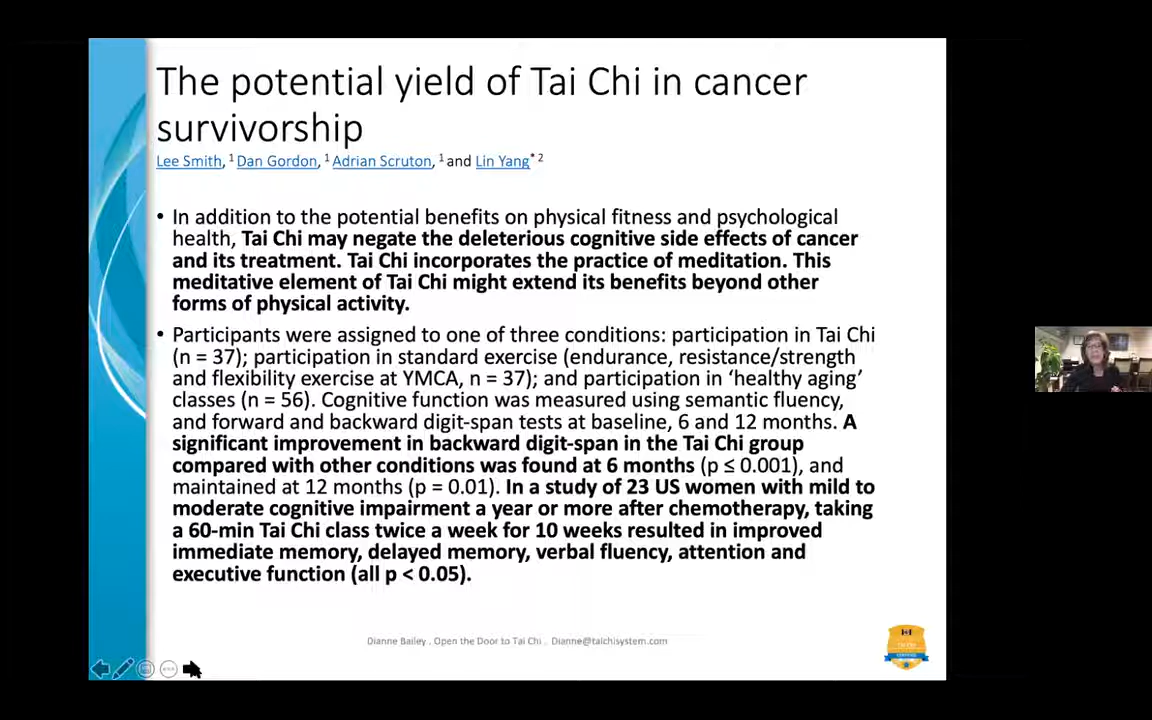 The potential yield of Tai Chi in cancer
survivorship
Lee Smith, 1 Dan Gordon, 1 Adrian Scruton, 1 and Lin Yang* 2
• In addition to the potential benefits on physical fitness and psychological
health, Tai Chi may negate the deleterious cognitive side effects of cancer
and its treatment. Tai Chi incorporates the practice of meditation. This
meditative element of Tai Chi might extend its benefits beyond other
forms of physical activity.
• Participants were assigned to one of three conditions: participation in Tai Chi
(n = 37); participation in standard exercise (endurance, resistance/strength
and flexibility exercise at YMCA, n = 37); and participation in ‘healthy aging’
classes (n = 56). Cognitive function was measured using semantic fluency,
and forward and backward digit-span tests at baseline, 6 and 12 months. A
significant improvement in backward digit-span in the Tai Chi group
compared with other conditions was found at 6 months (p ≤ 0.001), and
maintained at 12 months (p = 0.01). In a study of 23 US women with mild to
moderate cognitive impairment a year or more after chemotherapy, taking
a 60-min Tai Chi class twice a week for 10 weeks resulted in improved
immediate memory, delayed memory, verbal fluency, attention and
executive function (all p < 0.05).
Dianne Bailey . Open the Door to Tai Chi . Dianne@taichisystem.com